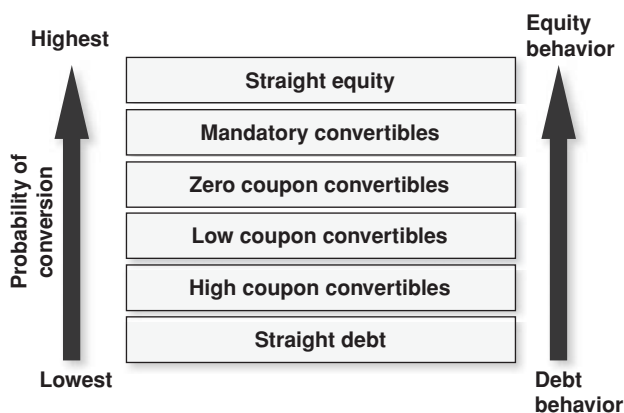 Highest
Equity
behavior
Straight equity
Mandatory convertibles
Zero coupon convertibles
Low coupon convertibles
High coupon convertibles
Straight debt
Probability of
conversion
Lowest
Debt
behavior